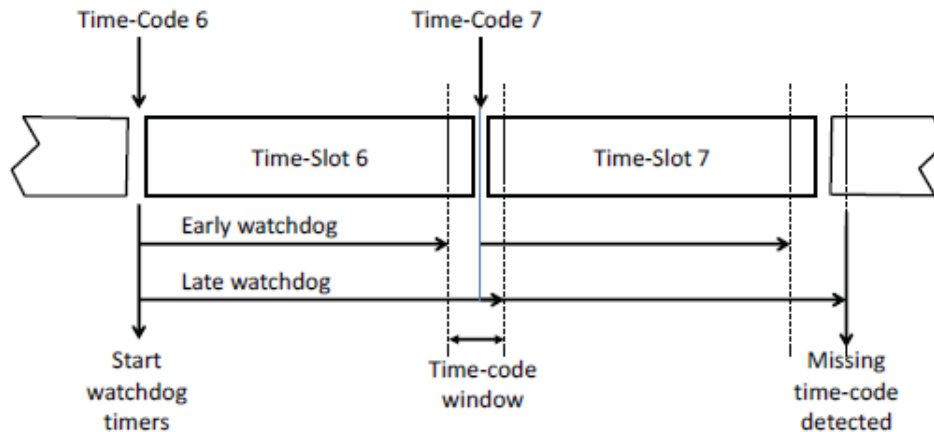 Time-Code 6
Time-Code 7
Time-Slot 6
Time-Slot 7
Early watchdog
Late watchdog
Start
watchdog
timers
Time-code
window
Missing
time-code
detected